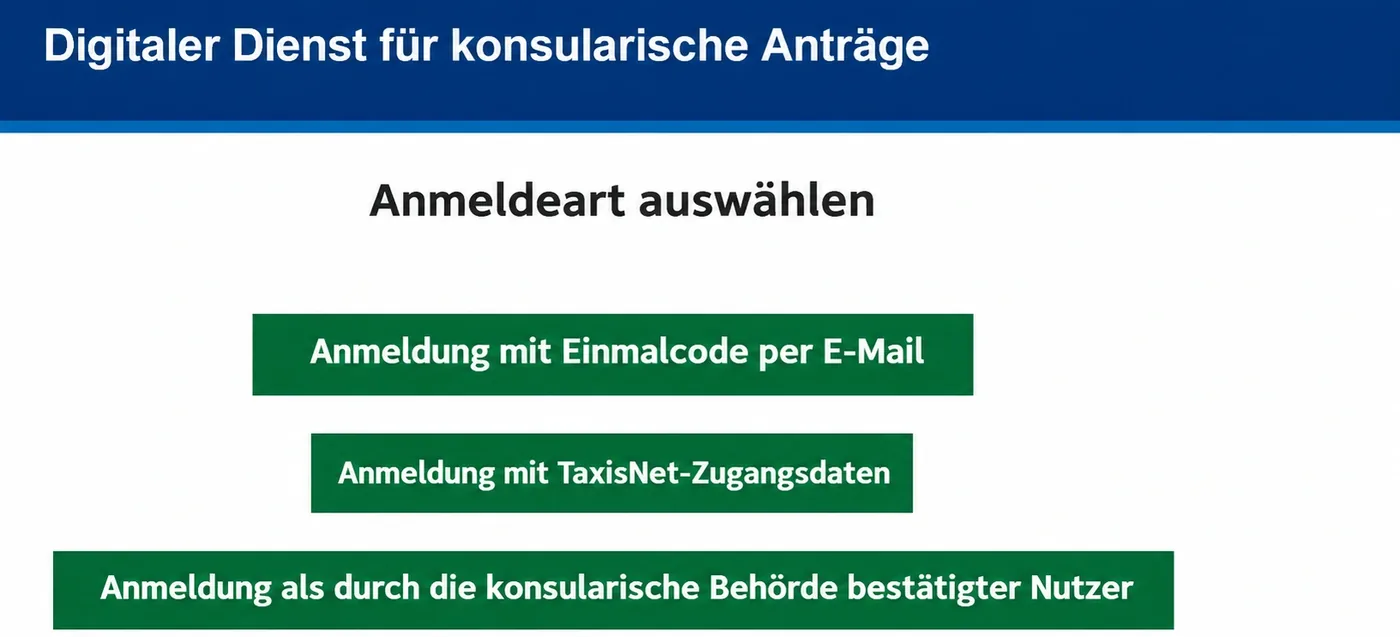 Digitaler Dienst für konsularische Anträge
Anmeldeart auswählen
Anmeldung mit Einmalcode per E-Mail
Anmeldung mit TaxisNet-Zugangsdaten
Anmeldung als durch die konsularische Behörde bestätigter Nutzer